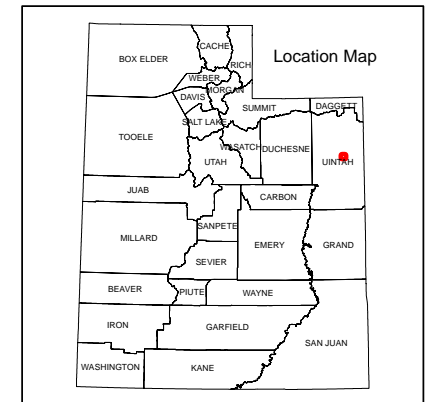 Location Map
BOX ELDER
CACHE
RICH
WEBER
MORGAN
DAVIS
SUMMIT
DAGGETT
SALT LAKE
TOOELE
WASATCH
DUCHESNE
UTAH
UINTAH
JUAB
CARBON
SANPETE
MILLARD
EMERY
GRAND
SEVIER
BEAVER
PIUTE
WAYNE
IRON
GARFIELD
SAN JUAN
WASHINGTON
KANE